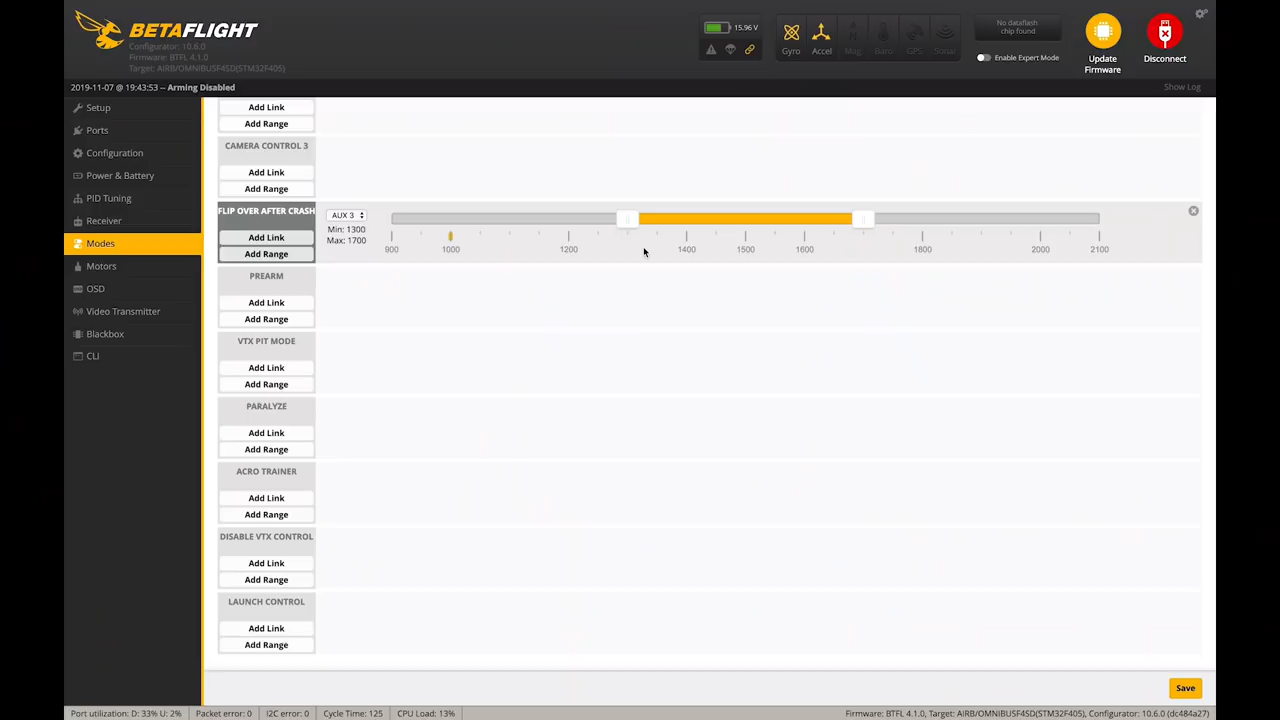 BETAFLIGHT
Configurator: 10.6.0
Firmware: BTFL 4.1.0
Target: AIRB/OMNIBUSF4SD(STM32F405)
15.96 V
Gyro
Accel
Mag
Baro
GPS
Sonar
No dataflash
chip found
Enable Expert Mode
Update
Firmware
Disconnect
2019-11-07 @ 19:43:53 -- Arming Disabled
Show Log
Setup
Ports
Configuration
Power & Battery
PID Tuning
Receiver
Modes
Motors
OSD
Video Transmitter
Blackbox
CLI
Add Link
Add Range
CAMERA CONTROL 3
Add Link
Add Range
FLIP OVER AFTER CRASH
Add Link
Add Range
AUX 3
Min: 1300
Max: 1700
900 1000 1200 1400 1500 1600 1800 2000 2100
PREARM
Add Link
Add Range
VTX PIT MODE
Add Link
Add Range
PARALYZE
Add Link
Add Range
ACRO TRAINER
Add Link
Add Range
DISABLE VTX CONTROL
Add Link
Add Range
LAUNCH CONTROL
Add Link
Add Range
Save
Port utilization: D: 33% U: 2% Packet error: 0 I2C error: 0 Cycle Time: 125 CPU Load: 13% Firmware: BTFL 4.1.0, Target: AIRB/OMNIBUSF4SD(STM32F405), Configurator: 10.6.0 (dc484a27)